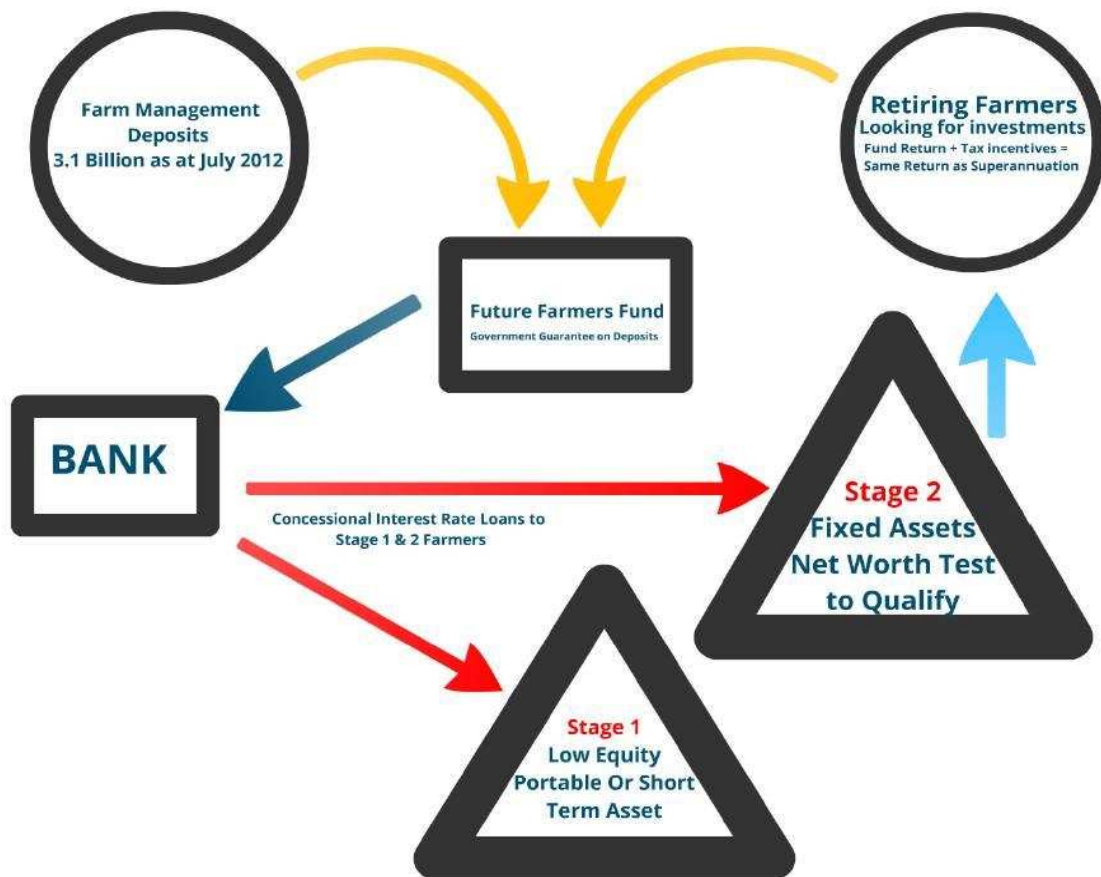 Farm Management
Deposits
3.1 Billion as at July 2012
Retiring Farmers
Looking for investments
Fund Return + Tax incentives =
Same Return as Superannuation
Future Farmers Fund
Government Guarantee on Deposits
BANK
Concessional Interest Rate Loans to
Stage 1 & 2 Farmers
Stage 2
Fixed Assets
Net Worth Test
to Qualify
Stage 1
Low Equity
Portable Or Short
Term Asset